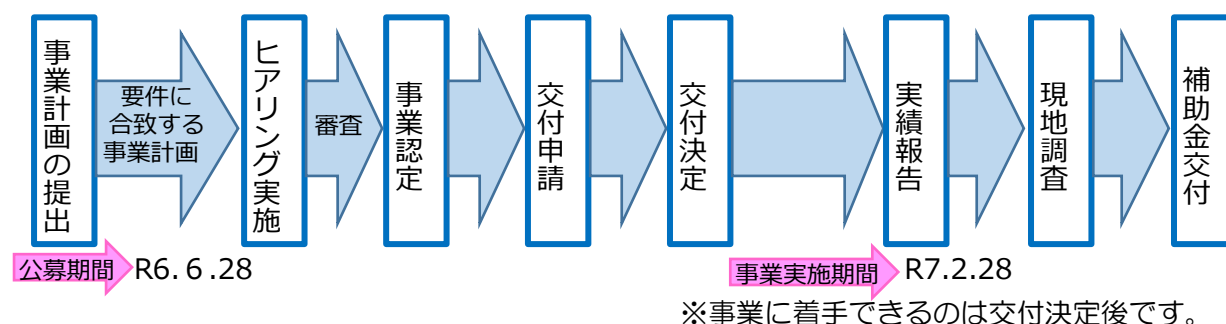 事業計画の提出
要件に
合致する
事業計画
ヒアリング実施
審査
事業認定
交付申請
交付決定
実績報告
現地調査
補助金交付
公募期間
R6.６.28
事業実施期間
R7.2.28
※事業に着手できるのは交付決定後です。